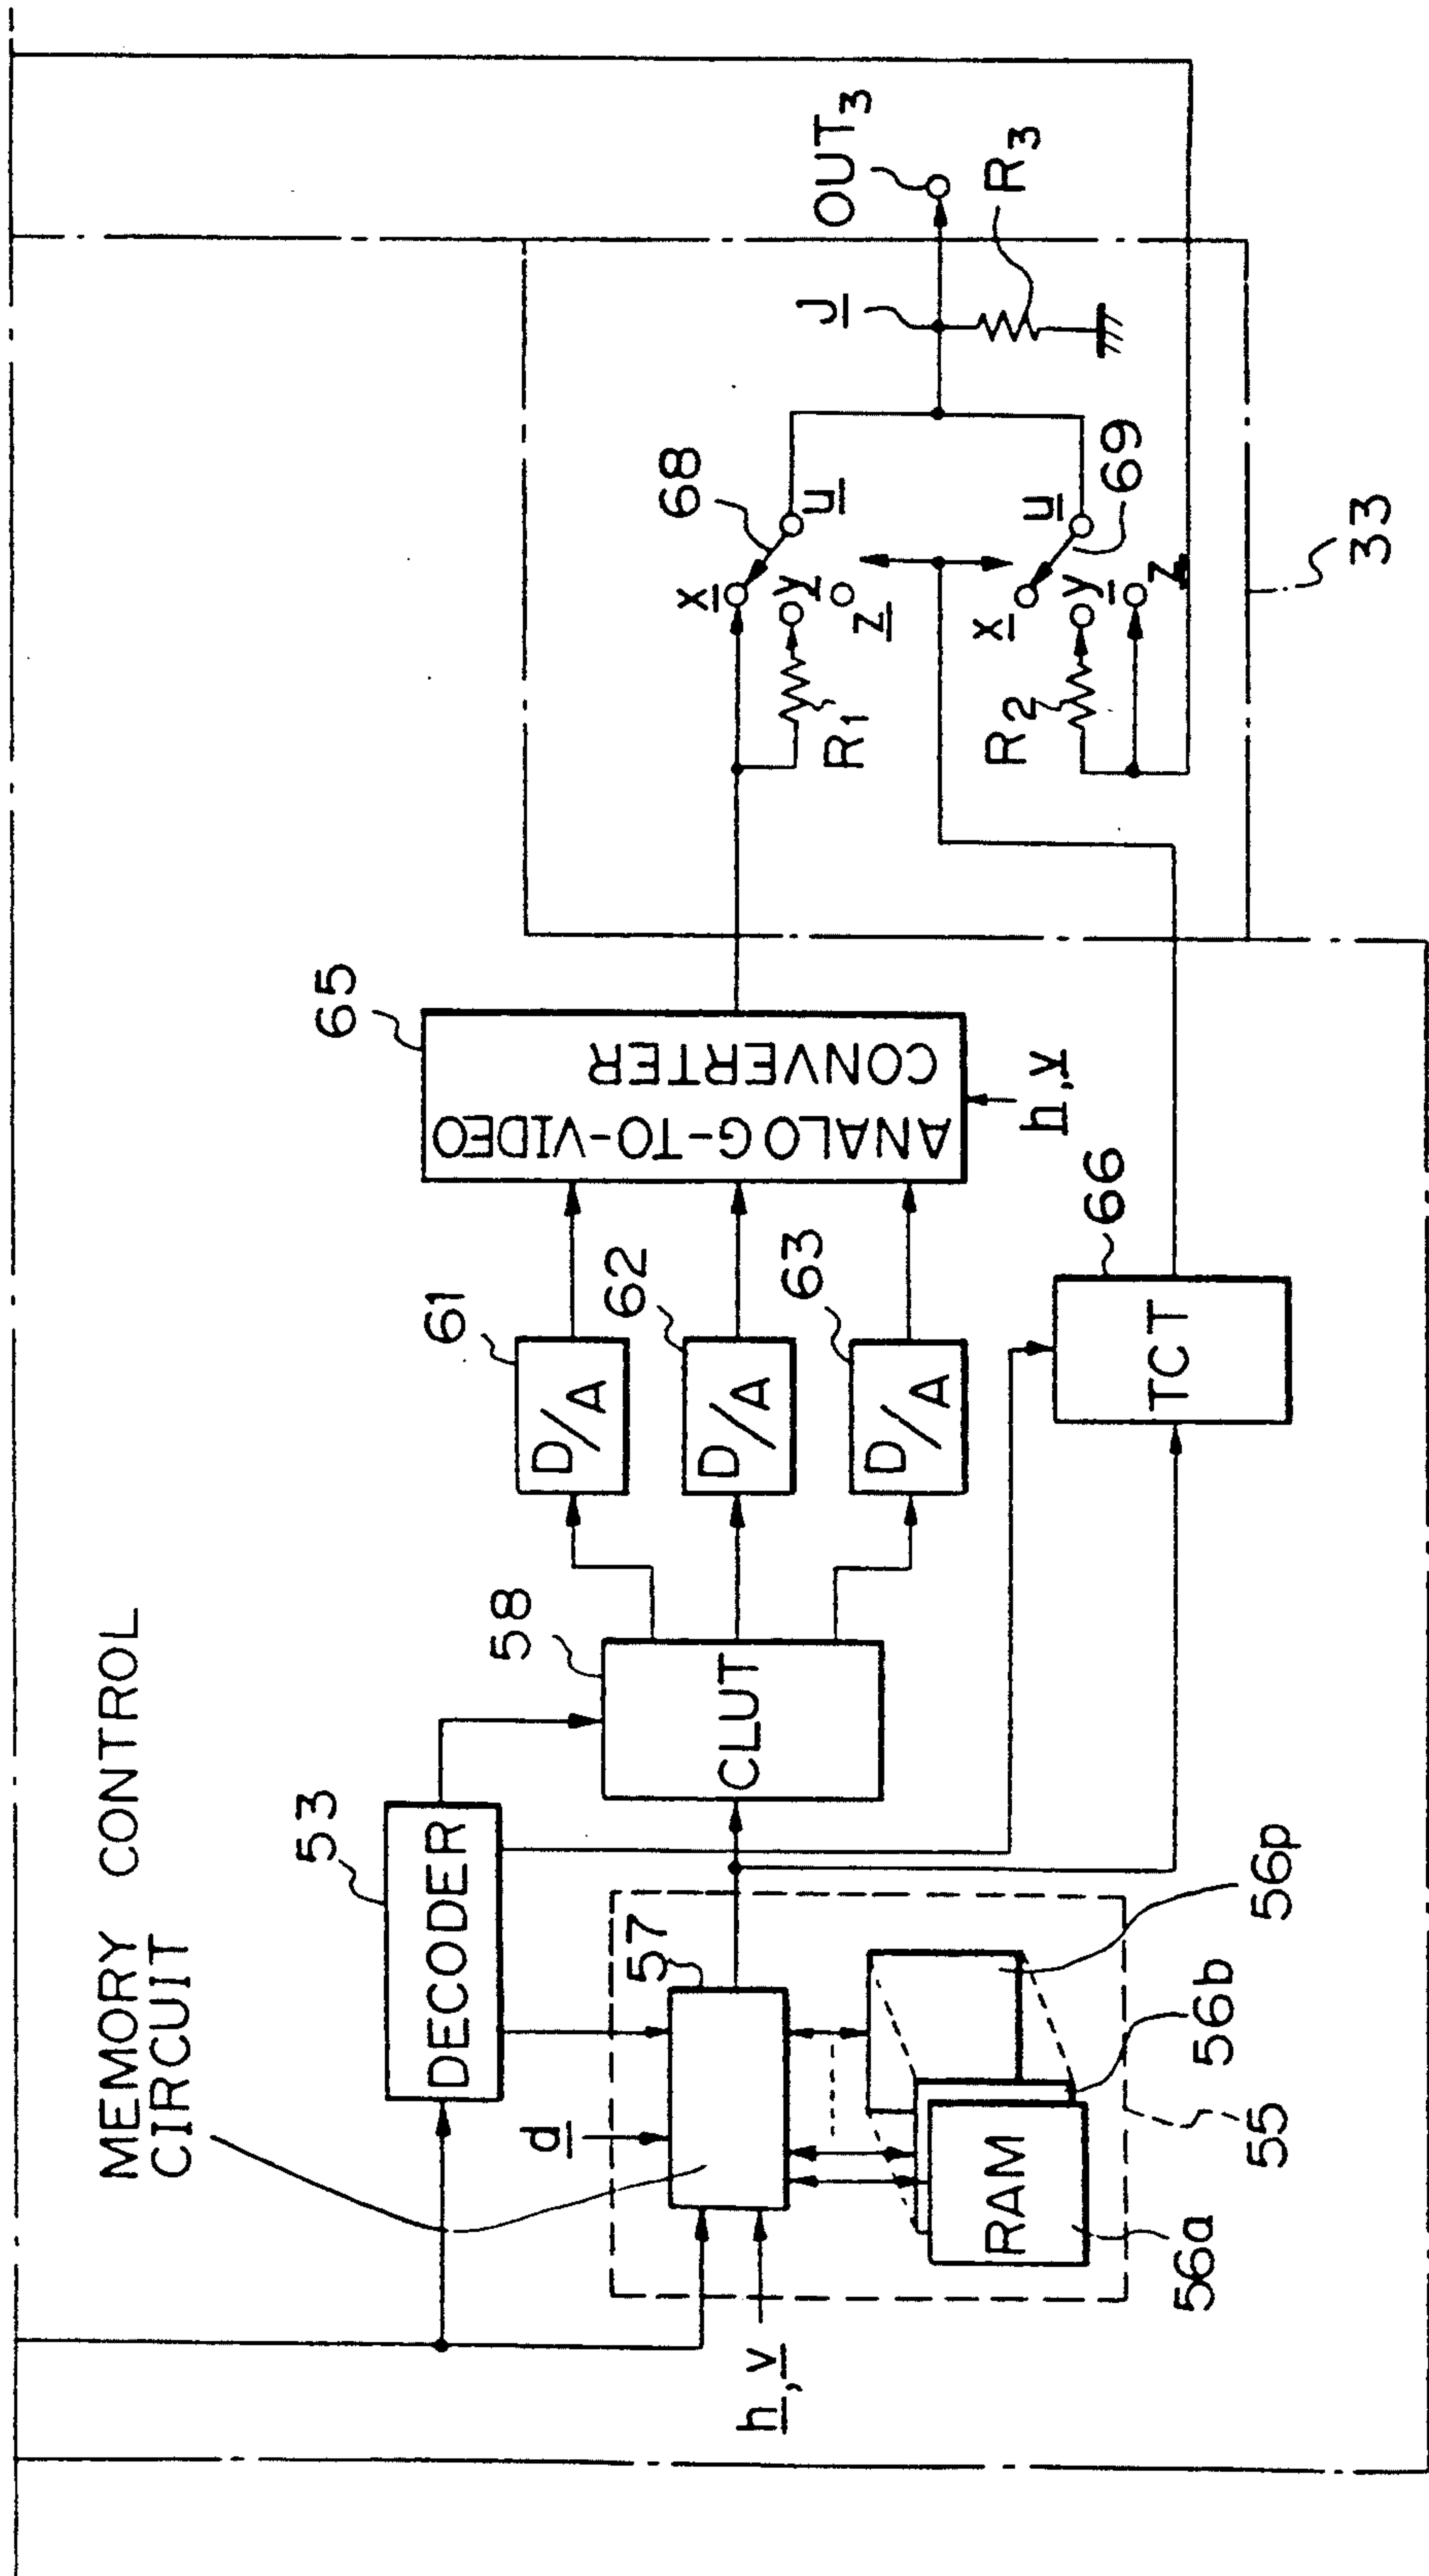 MEMORY CONTROL
CIRCUIT
53
DECODER
d
57
h, v
RAM
56a
56b
56p
55
58
CLUT
61
D/A
62
D/A
63
D/A
65
ANALOG-TO-VIDEO
CONVERTER
h, v
66
TCT
68
x
y
z
u
R1
69
x
y
z
u
R2
J
R3
OUT3
33